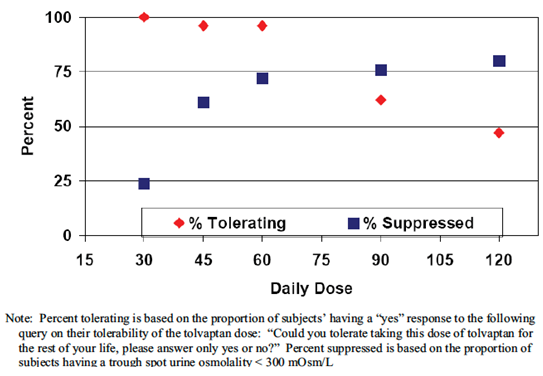 100
75
50
25
0
Percent
% Tolerating % Suppressed
15 30 45 60 75 90 105 120
Daily Dose
Note: Percent tolerating is based on the proportion of subjects’ having a “yes” response to the following
query on their tolerability of the tolvaptan dose: “Could you tolerate taking this dose of tolvaptan for
the rest of your life, please answer only yes or no?” Percent suppressed is based on the proportion of
subjects having a trough spot urine osmolality < 300 mOsm/L